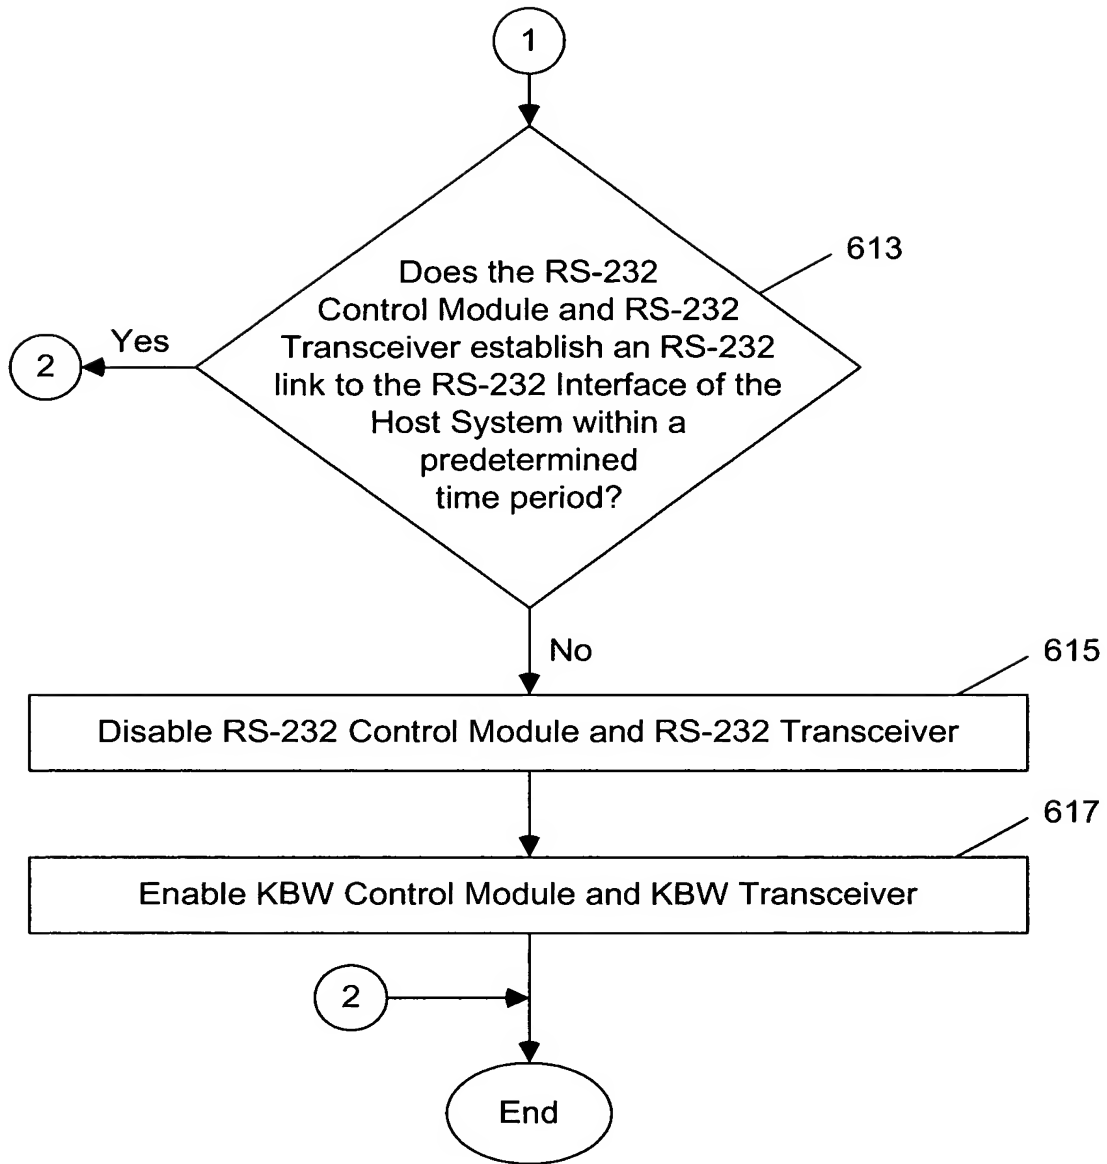 1
613
Does the RS-232
Control Module and RS-232
Transceiver establish an RS-232
link to the RS-232 Interface of the
Host System within a
predetermined
time period?
Yes
2
No
615
Disable RS-232 Control Module and RS-232 Transceiver
617
Enable KBW Control Module and KBW Transceiver
2
End